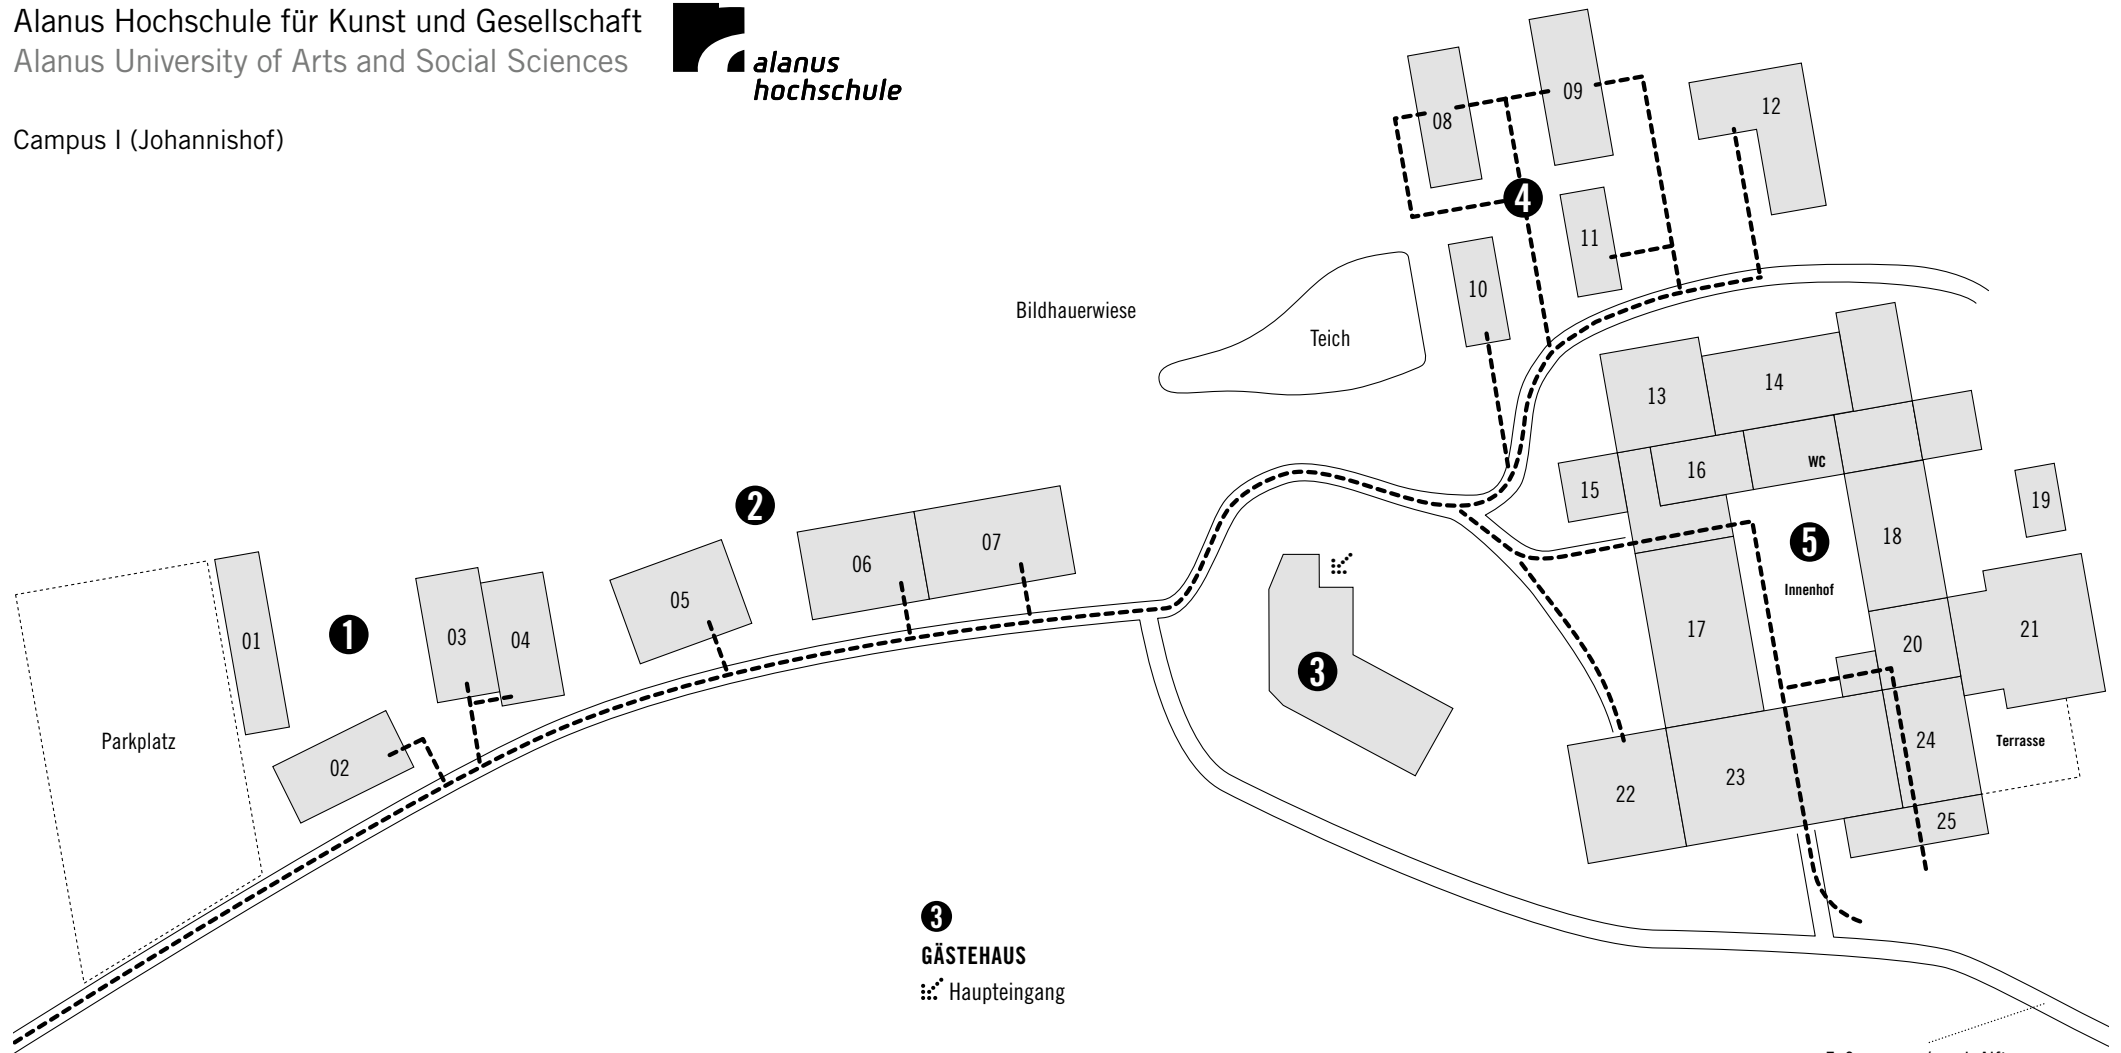 Alanus Hochschule für Kunst und Gesellschaft
Alanus University of Arts and Social Sciences
alanus
hochschule
Campus I (Johannishof)
08
09
12
4
11
10
Bildhauerwiese
Teich
13
14
16
WC
15
19
18
5
Innenhof
17
20
21
22
23
24
Terrasse
25
2
07
06
05
1
01
03
04
02
Parkplatz
3
3
GÄSTEHAUS
Haupteingang